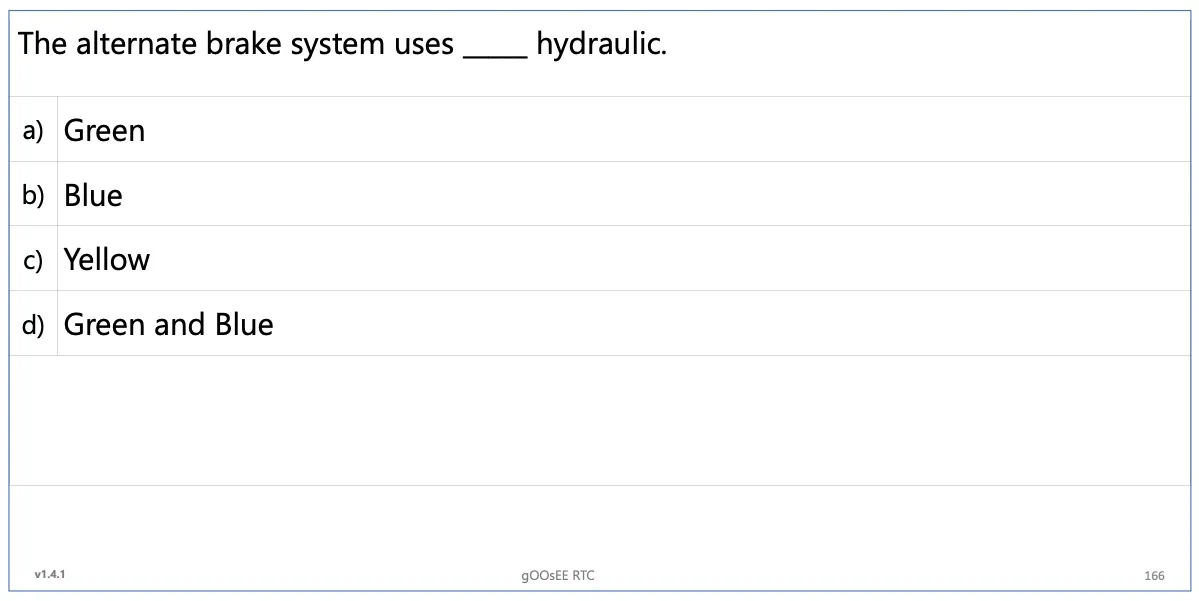 The alternate brake system uses _____ hydraulic.
a) Green
b) Blue
c) Yellow
d) Green and Blue
v1.4.1 gOOsEE RTC 166